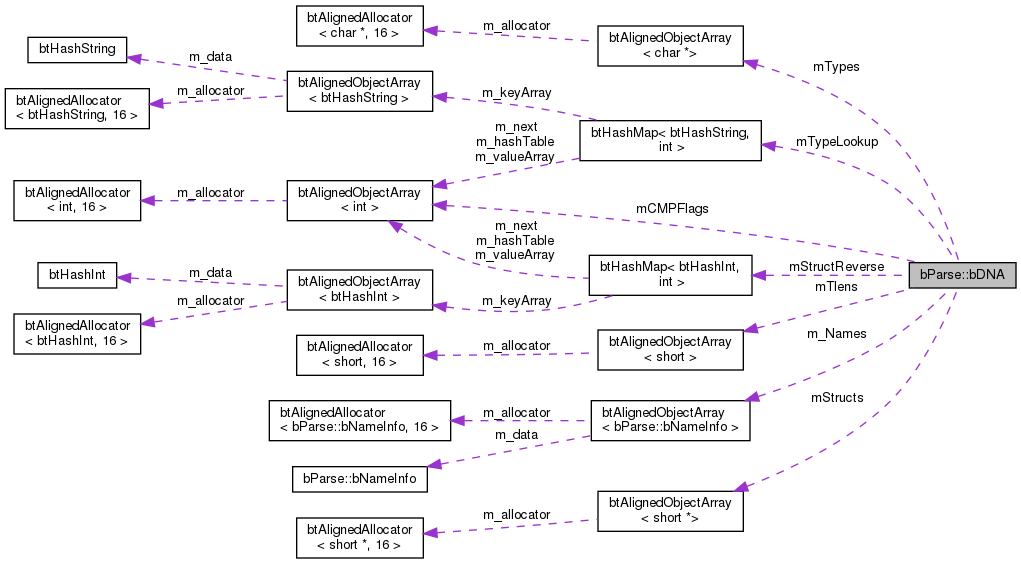 btAlignedAllocator
< char *, 16 >
m_allocator
btAlignedObjectArray
< char *>
mTypes
btHashString
m_data
btAlignedAllocator
< btHashString, 16 >
m_allocator
btAlignedObjectArray
< btHashString >
m_keyArray
btHashMap< btHashString,
int >
mTypeLookup
m_next
m_hashTable
m_valueArray
btAlignedAllocator
< int, 16 >
m_allocator
btAlignedObjectArray
< int >
mCMPFlags
m_next
m_hashTable
m_valueArray
btHashInt
m_data
btAlignedObjectArray
< btHashInt >
m_keyArray
btHashMap< btHashInt,
int >
mStructReverse
bParse::bDNA
m_allocator
btAlignedAllocator
< btHashInt, 16 >
mTlens
btAlignedAllocator
< short, 16 >
m_allocator
btAlignedObjectArray
< short >
m_Names
btAlignedAllocator
< bParse::bNameInfo, 16 >
m_allocator
m_data
btAlignedObjectArray
< bParse::bNameInfo >
mStructs
bParse::bNameInfo
btAlignedAllocator
< short *, 16 >
m_allocator
btAlignedObjectArray
< short *>